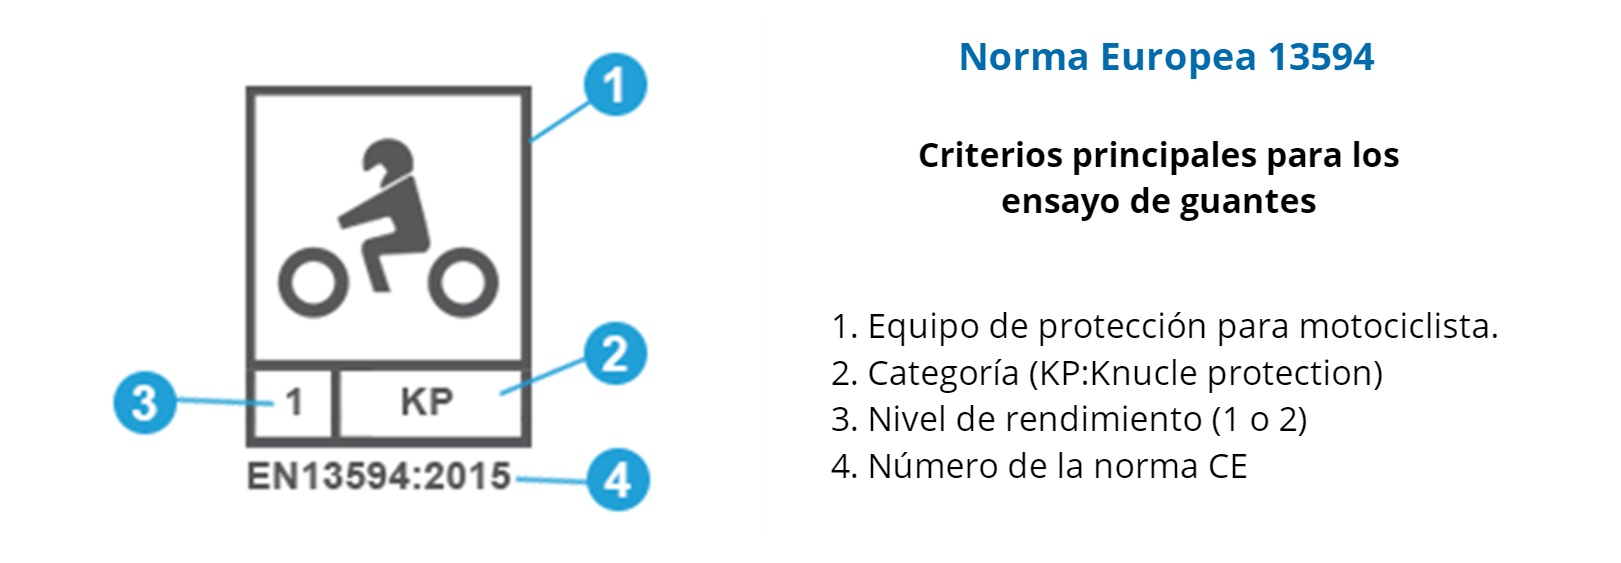 1
2
3
1
KP
EN13594:2015
4
Norma Europea 13594
Criterios principales para los
ensayo de guantes
1. Equipo de protección para motociclista.
2. Categoría (KP:Knucle protection)
3. Nivel de rendimiento (1 o 2)
4. Número de la norma CE